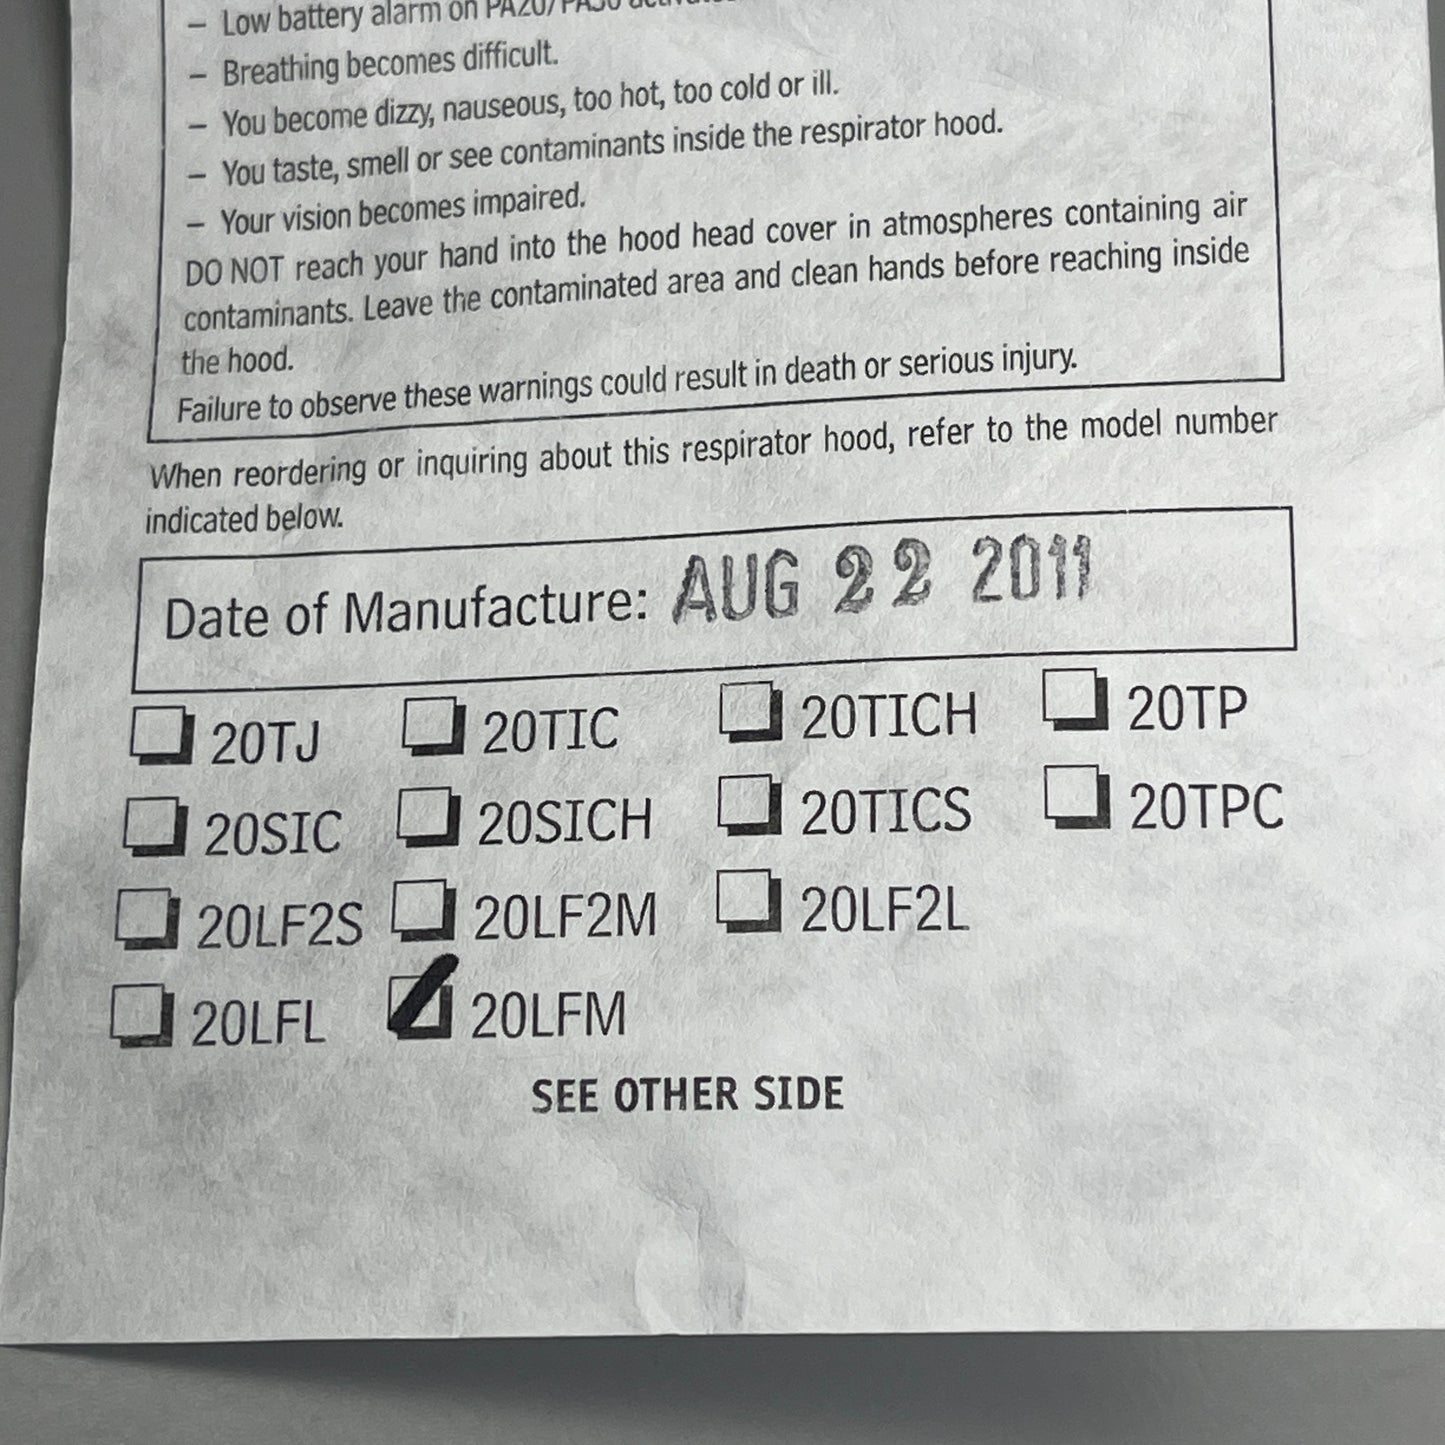 – Low battery alarm on PA20/PA30
– Breathing becomes difficult.
– You become dizzy, nauseous, too hot, too cold or ill.
– You taste, smell or see contaminants inside the respirator hood.
– Your vision becomes impaired.
DO NOT reach your hand into the hood head cover in atmospheres containing air
contaminants. Leave the contaminated area and clean hands before reaching inside
the hood.
Failure to observe these warnings could result in death or serious injury.
When reordering or inquiring about this respirator hood, refer to the model number
indicated below.
Date of Manufacture: AUG 22 2011
20TJ 20TIC 20TICH 20TP
20SIC 20SICH 20TICS 20TPC
20LF2S 20LF2M 20LF2L
20LFL 20LFM
SEE OTHER SIDE